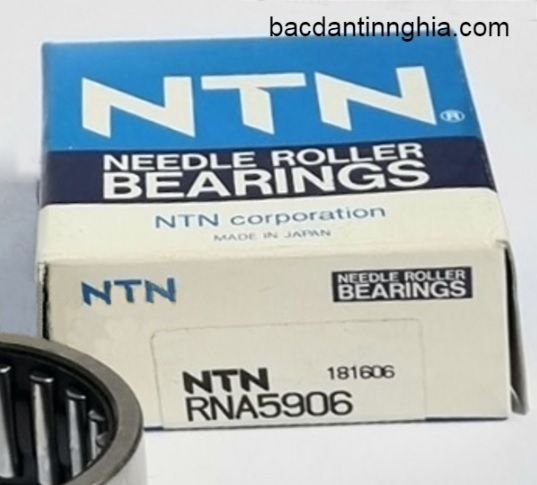 bacdantinnghia.com
NTN®
NEEDLE ROLLER
BEARINGS
NTN corporation
MADE IN JAPAN
NTN
NEEDLE ROLLER
BEARINGS
NTN 181606
RNA5906